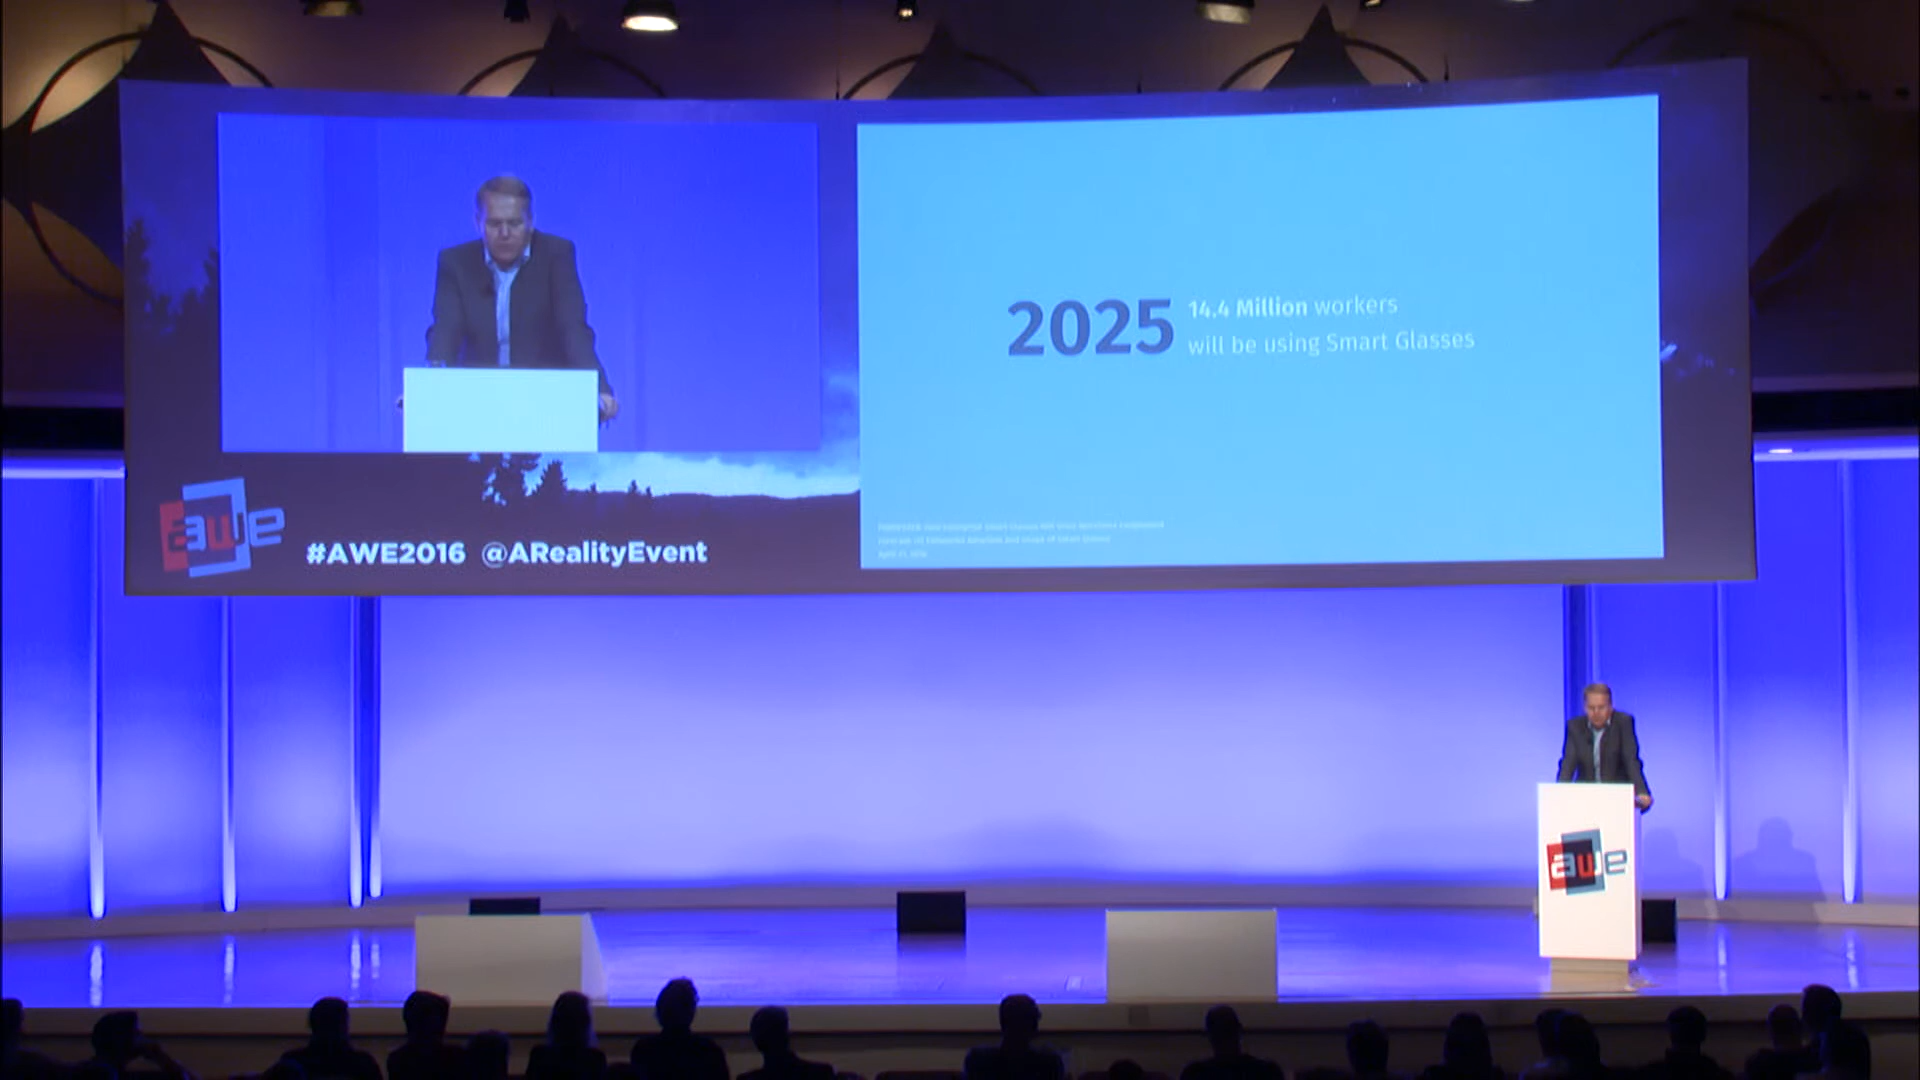 2025
14.4 Million workers
will be using Smart Glasses
awe
#AWE2016 @ARealityEvent
awe